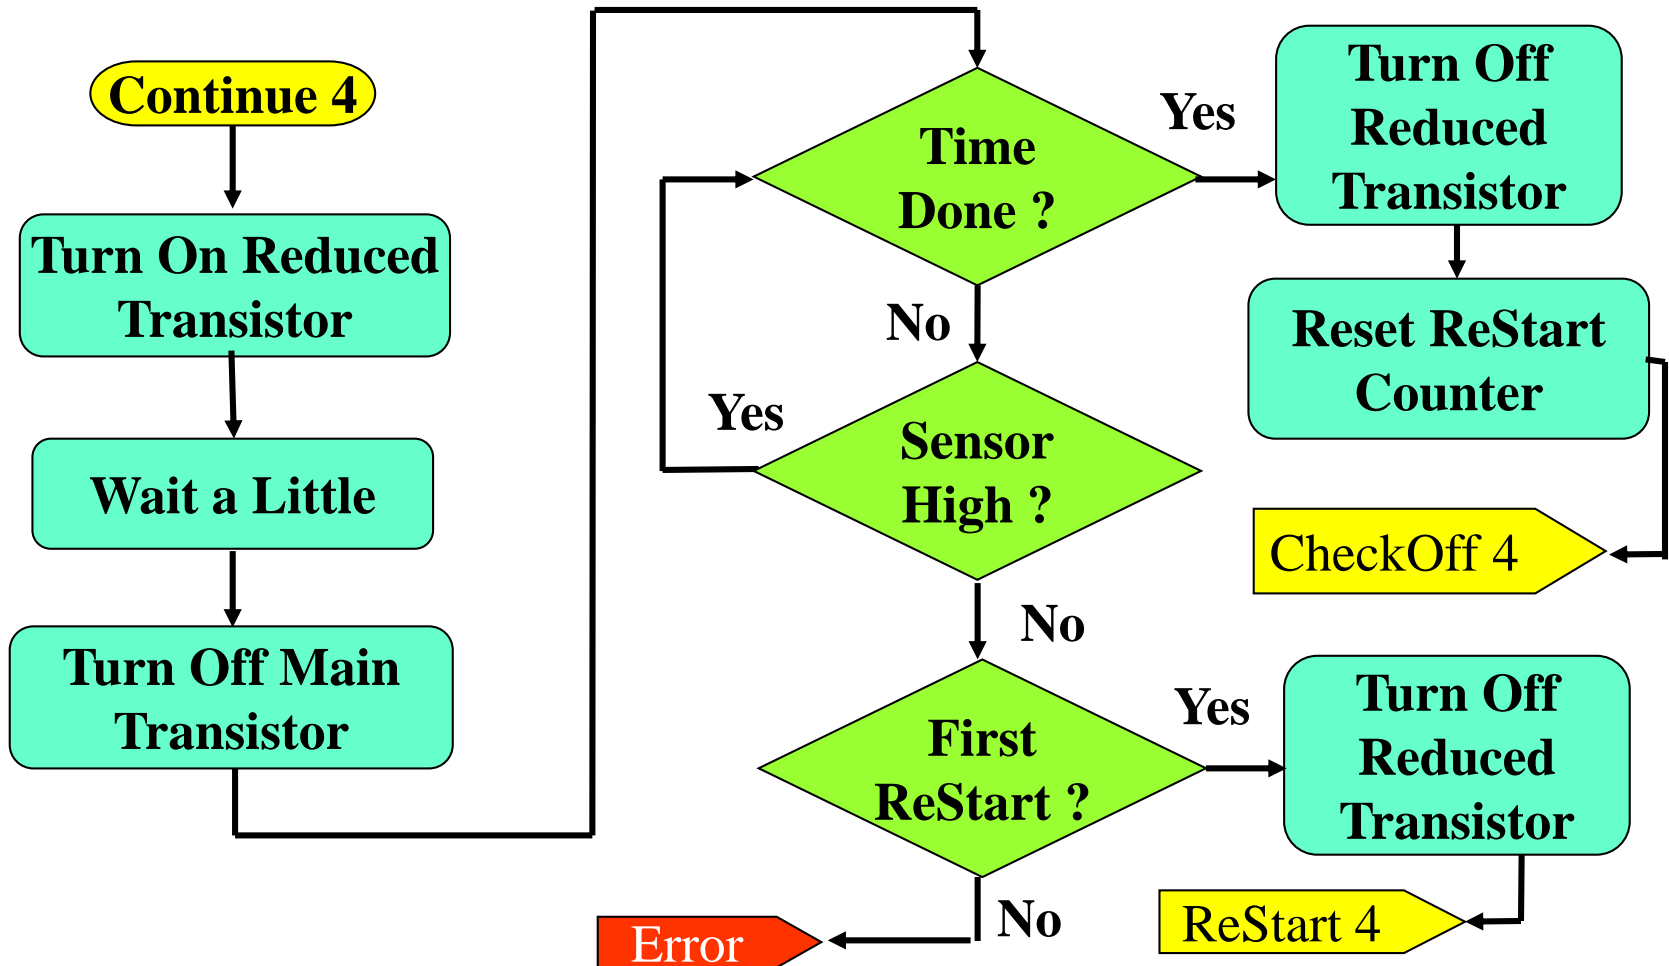 Continue 4
Turn On Reduced
Transistor
Wait a Little
Turn Off Main
Transistor
Time
Done ?
Yes
No
Sensor
High ?
Yes
No
First
ReStart ?
Yes
No
Error
Turn Off
Reduced
Transistor
Reset ReStart
Counter
CheckOff 4
Turn Off
Reduced
Transistor
ReStart 4